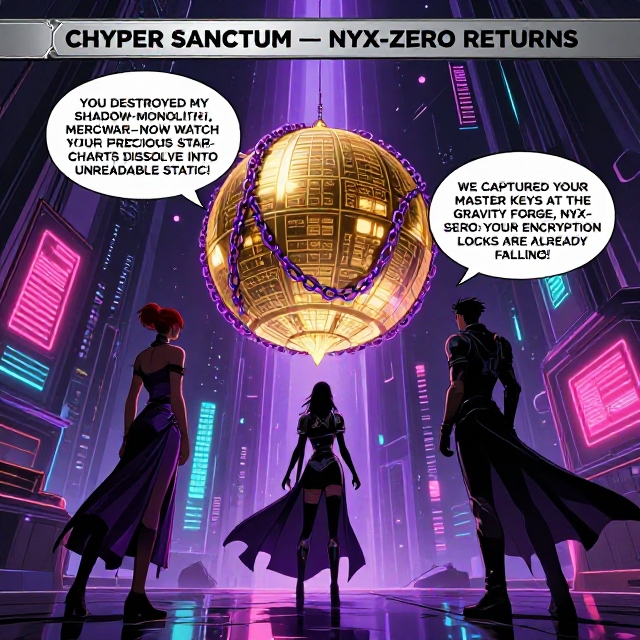 CHYPER SANCTUM — NYX-ZERO RETURNS
YOU DESTROYED MY
SHADOW-MONOLITH,
MERCWAR—NOW WATCH
YOUR PRECIOUS STAR-
CHARTS DISSOLVE INTO
UNREADABLE STATIC!
WE CAPTURED YOUR
MASTER KEYS AT THE
GRAVITY FORGE, NYX-
SERO: YOUR ENCRYPTION
LOCKS ARE ALREADY
FALLING!